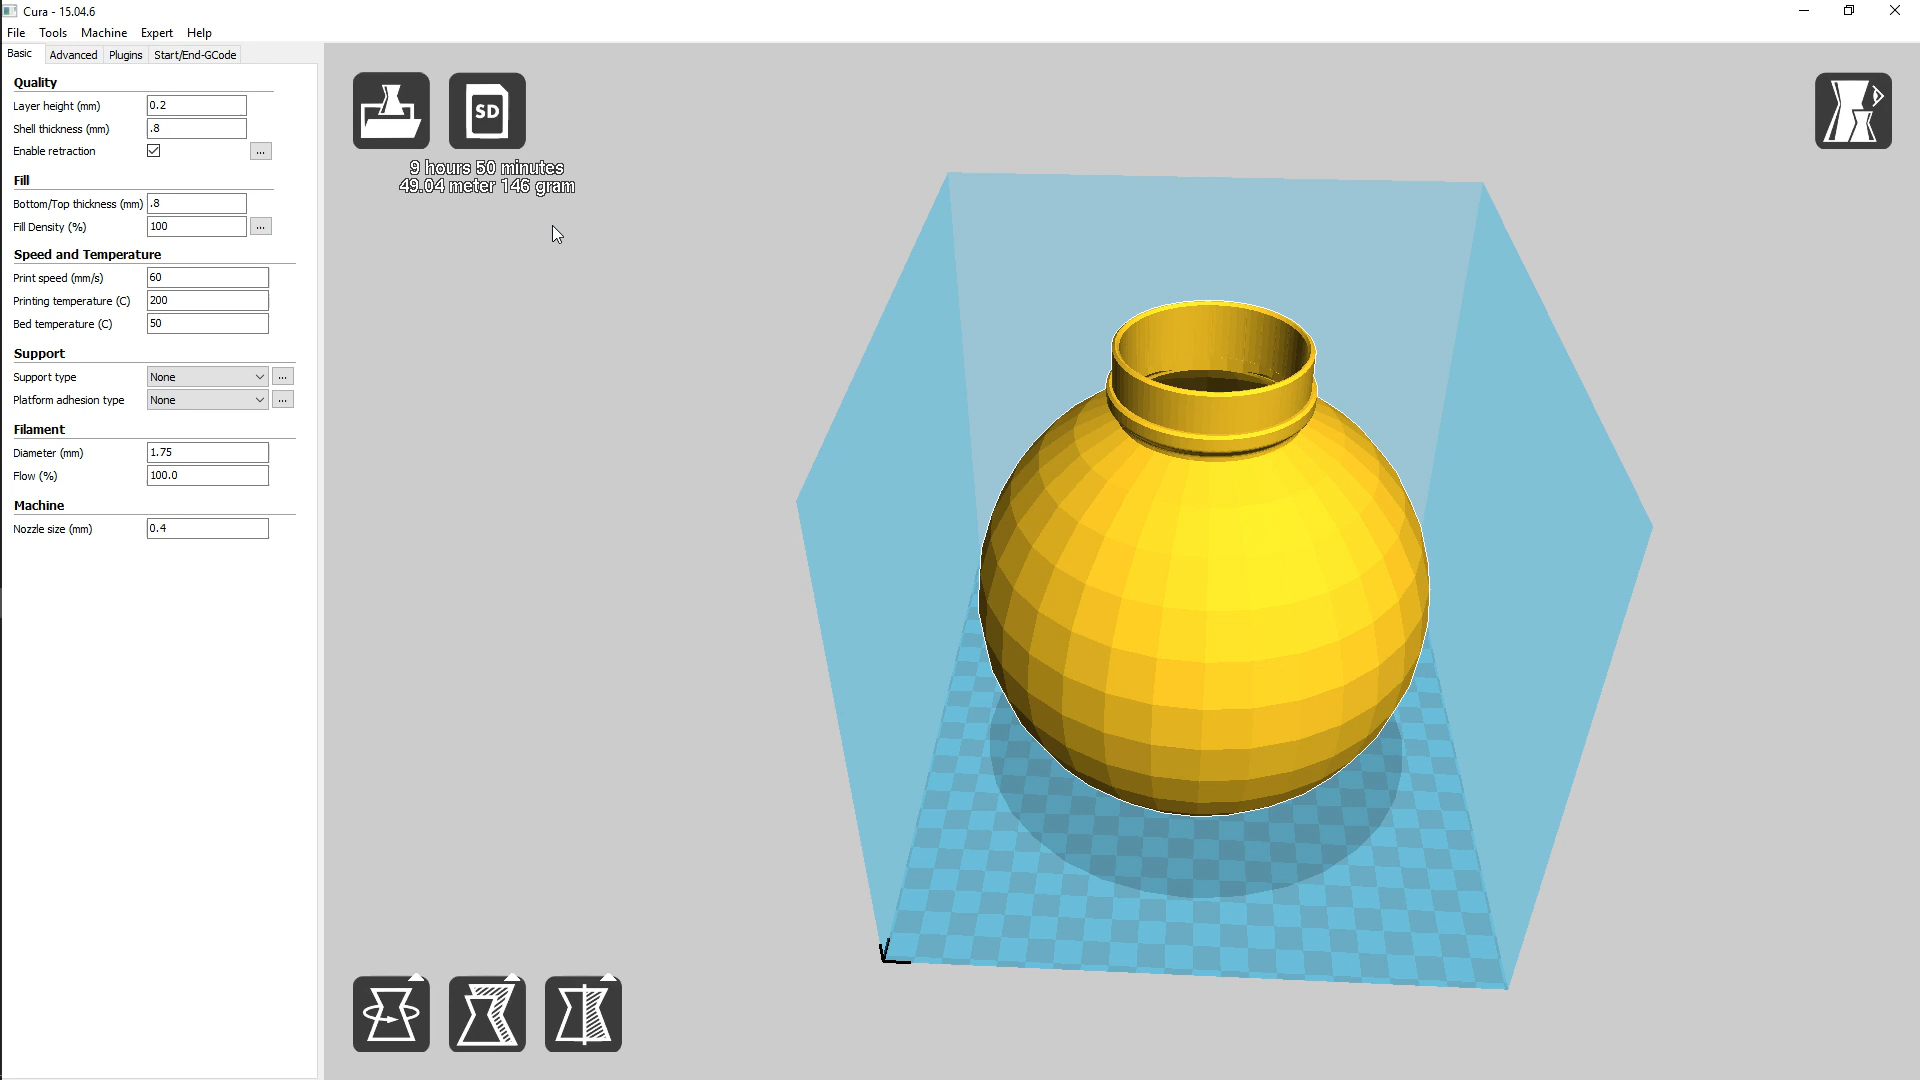 Cura - 15.04.6
File Tools Machine Expert Help
Basic Advanced Plugins Start/End-GCode
Quality
Layer height (mm) 0.2
Shell thickness (mm) .8
Enable retraction ...
Fill
Bottom/Top thickness (mm) .8
Fill Density (%) 100 ...
Speed and Temperature
Print speed (mm/s) 60
Printing temperature (C) 200
Bed temperature (C) 50
Support
Support type None ...
Platform adhesion type None ...
Filament
Diameter (mm) 1.75
Flow (%) 100.0
Machine
Nozzle size (mm) 0.4
SD
9 hours 50 minutes
49.04 meter 146 gram